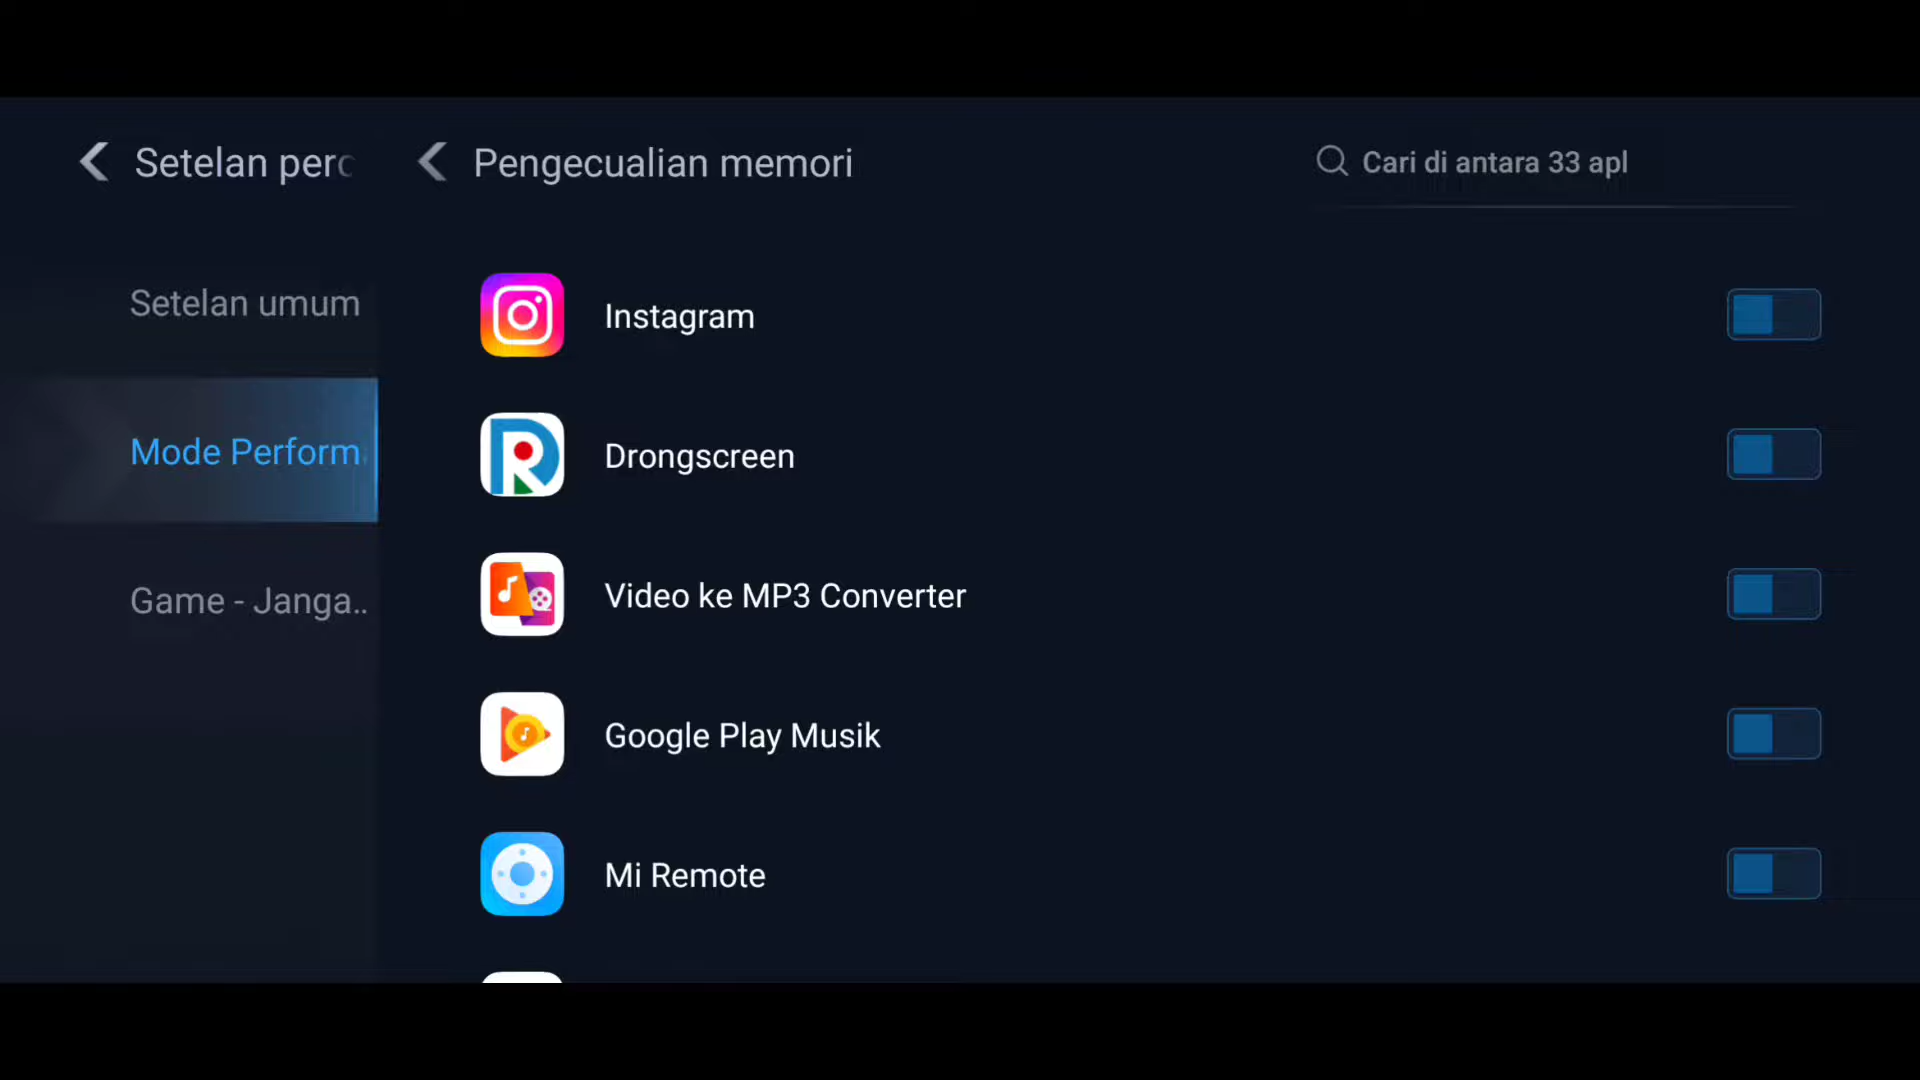 Setelan perc
Pengecualian memori
Cari di antara 33 apl
Setelan umum
Mode Perform
Game - Janga..
Instagram
Drongscreen
Video ke MP3 Converter
Google Play Musik
Mi Remote